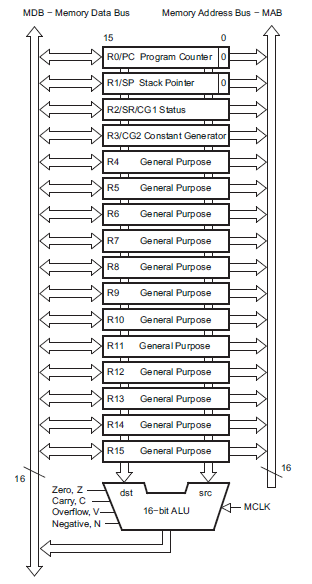 MDB − Memory Data Bus Memory Address Bus − MAB
15 0
R0/PC Program Counter 0
R1/SP Stack Pointer 0
R2/SR/CG1 Status
R3/CG2 Constant Generator
R4 General Purpose
R5 General Purpose
R6 General Purpose
R7 General Purpose
R8 General Purpose
R9 General Purpose
R10 General Purpose
R11 General Purpose
R12 General Purpose
R13 General Purpose
R14 General Purpose
R15 General Purpose
16 16
Zero, Z
Carry, C
Overflow, V
Negative, N
dst src
16−bit ALU
MCLK